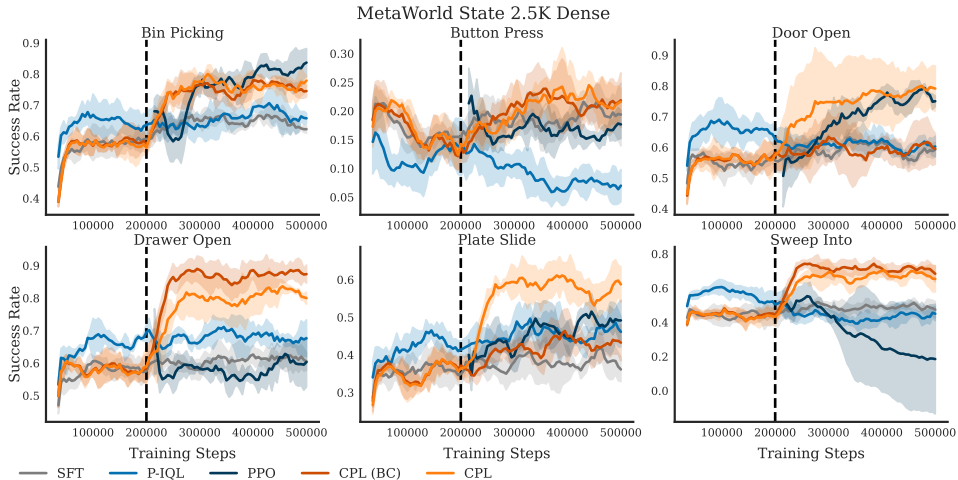 MetaWorld State 2.5K Dense
Bin Picking
Button Press
Door Open
Success Rate
0.9
0.8
0.7
0.6
0.5
0.4
100000 200000 300000 400000 500000
0.30
0.25
0.20
0.15
0.10
0.05
100000 200000 300000 400000 500000
0.9
0.8
0.7
0.6
0.5
0.4
100000 200000 300000 400000 500000
Drawer Open
Plate Slide
Sweep Into
Success Rate
0.9
0.8
0.7
0.6
0.5
100000 200000 300000 400000 500000
Training Steps
0.6
0.5
0.4
0.3
100000 200000 300000 400000 500000
Training Steps
0.8
0.6
0.4
0.2
0.0
100000 200000 300000 400000 500000
Training Steps
SFT P-IQL PPO CPL (BC) CPL